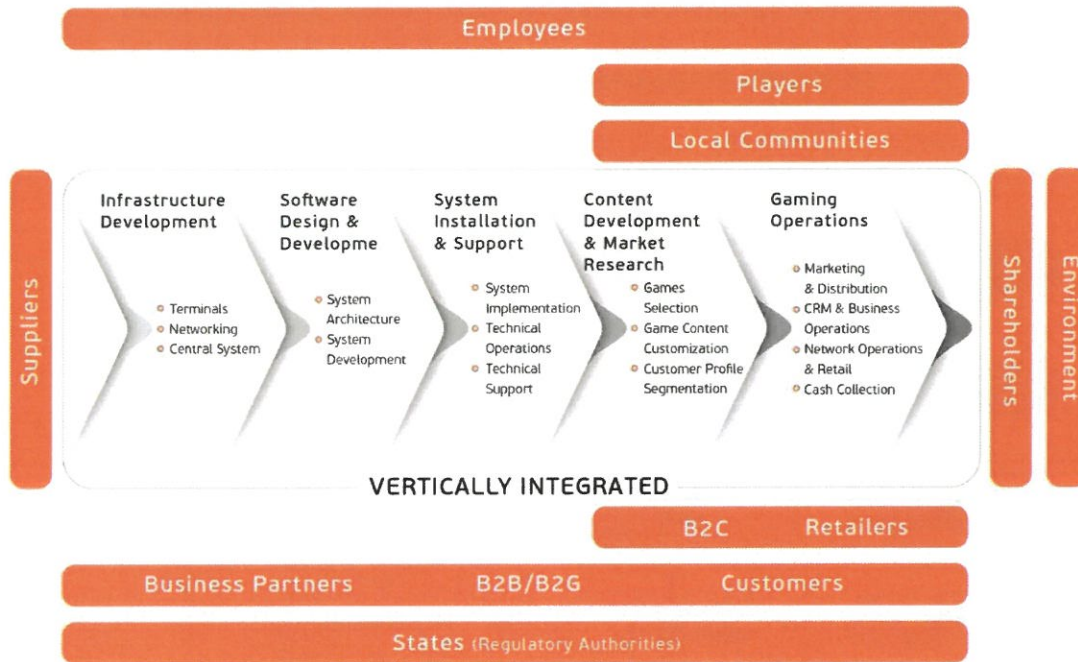 Employees
Players
Local Communities
Suppliers
Infrastructure
Development
Terminals
Networking
Central System
Software
Design &
Developme
System
Architecture
System
Development
System
Installation
& Support
System
Implementation
Technical
Operations
Technical
Support
Content
Development
& Market
Research
Games
Selection
Game Content
Customization
Customer Profile
Segmentation
Gaming
Operations
Marketing
& Distribution
CRM & Business
Operations
Network Operations
& Retail
Cash Collection
Shareholders
Environment
VERTICALLY INTEGRATED
B2C Retailers
Business Partners B2B/B2G Customers
States (Regulatory Authorities)